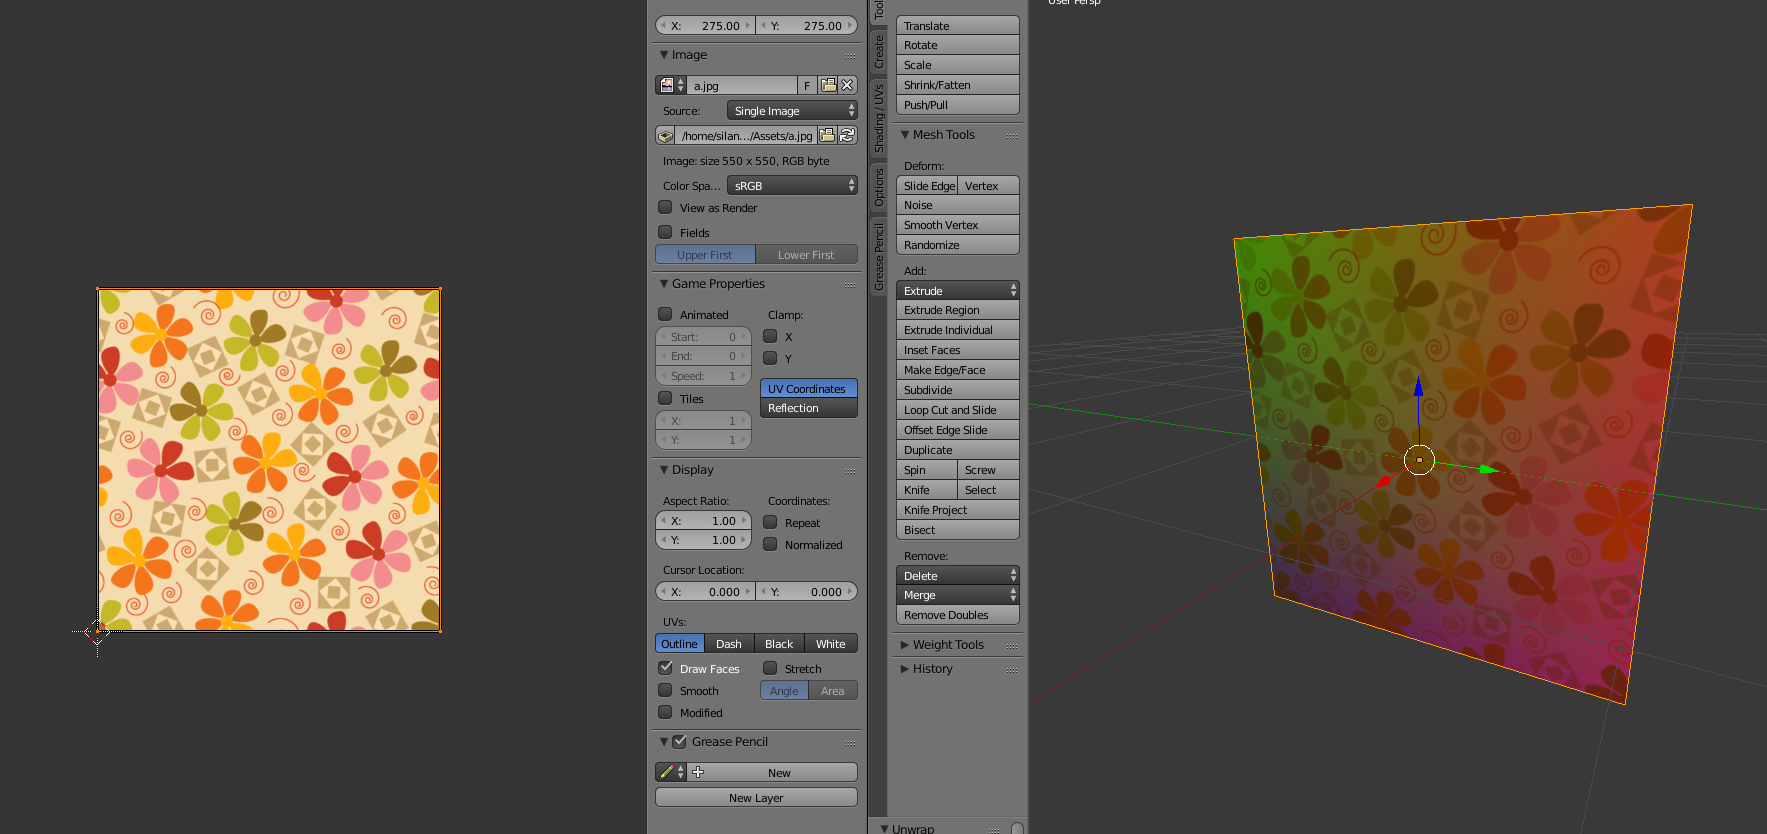 X: 275.00 Y: 275.00
Image
a.jpg F
Source: Single Image
/home/silan.../Assets/a.jpg
Image: size 550 x 550, RGB byte
Color Spa... sRGB
View as Render
Fields
Upper First Lower First
Game Properties
Animated Clamp:
Start: 0 X
End: 0 Y
Speed: 1
UV Coordinates
Tiles
Reflection
X: 1
Y: 1
Display
Aspect Ratio: Coordinates:
X: 1.00 Repeat
Y: 1.00 Normalized
Cursor Location:
X: 0.000 Y: 0.000
UVs:
Outline Dash Black White
Draw Faces Stretch
Smooth Angle Area
Modified
Grease Pencil
New
New Layer
Tool
Create
Shading / UVs
Options
Grease Pencil
Translate
Rotate
Scale
Shrink/Fatten
Push/Pull
Mesh Tools
Deform:
Slide Edge Vertex
Noise
Smooth Vertex
Randomize
Add:
Extrude
Extrude Region
Extrude Individual
Inset Faces
Make Edge/Face
Subdivide
Loop Cut and Slide
Offset Edge Slide
Duplicate
Spin Screw
Knife Select
Knife Project
Bisect
Remove:
Delete
Merge
Remove Doubles
Weight Tools
History
Unwrap
User Persp